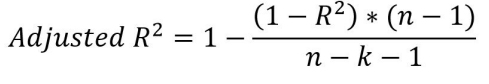 Adjusted R² = 1 − (1 − R²) ∗ (n − 1) / n − k − 1